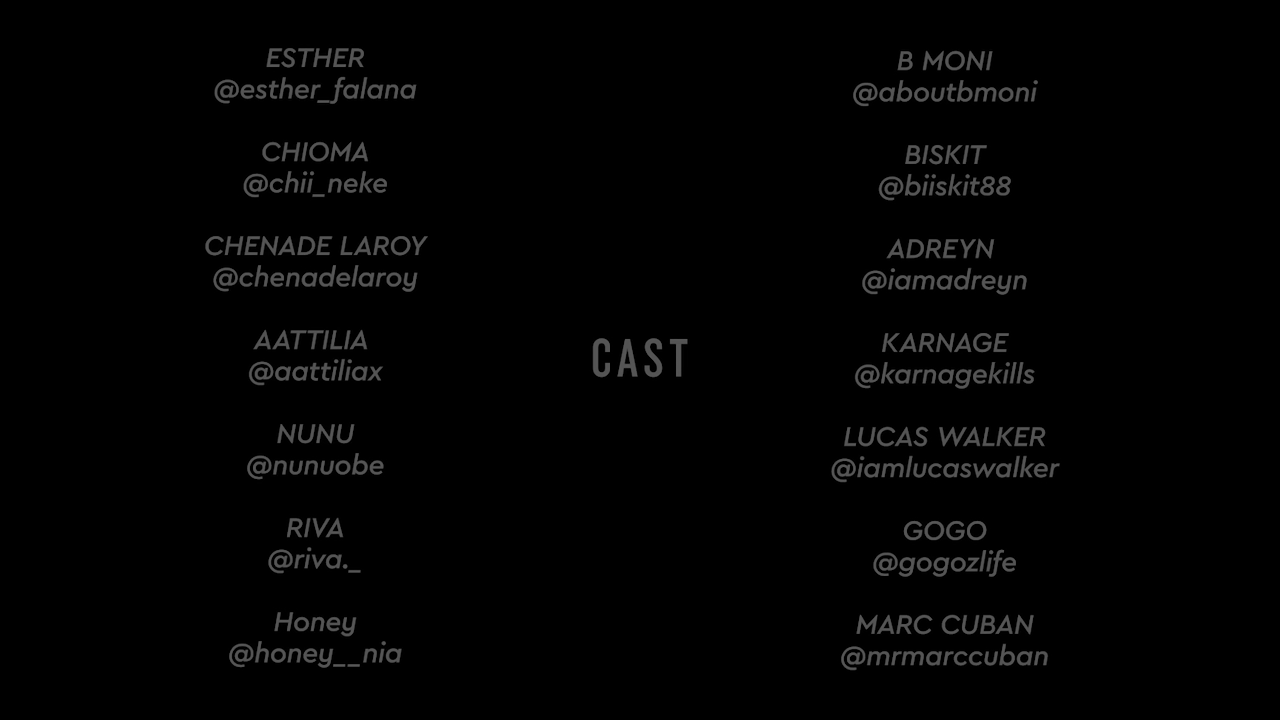 ESTHER
@esther_falana
CHIOMA
@chii_neke
CHENADE LAROY
@chenadelaroy
AATTILIA
@aattiliax
NUNU
@nunuobe
RIVA
@riva._
Honey
@honey__nia
CAST
B MONI
@aboutbmoni
BISKIT
@biiskit88
ADREYN
@iamadreyn
KARNAGE
@karnagekills
LUCAS WALKER
@iamlucaswalker
GOGO
@gogozlife
MARC CUBAN
@mrmarccuban